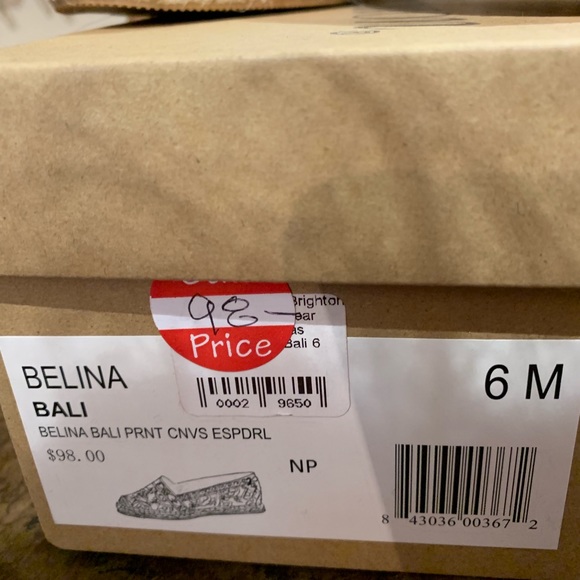 98-
Price
Brighton
Bali 6
0002 9650
BELINA
BALI
BELINA BALI PRNT CNVS ESPDRL
$98.00
NP
6 M
8 43036 00367 2